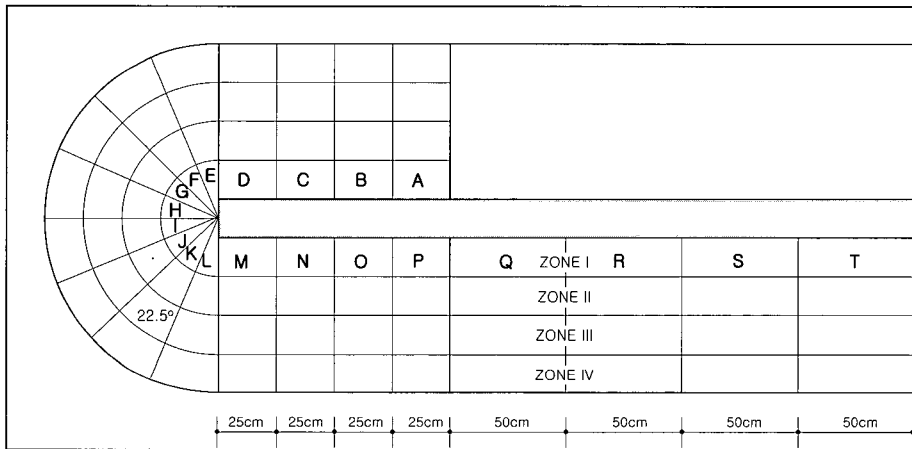 E
F
G
H
I
J
K
L
D C B A
M N O P Q ZONE I R S T
ZONE II
22.5°
ZONE III
ZONE IV
25cm 25cm 25cm 25cm 50cm 50cm 50cm 50cm